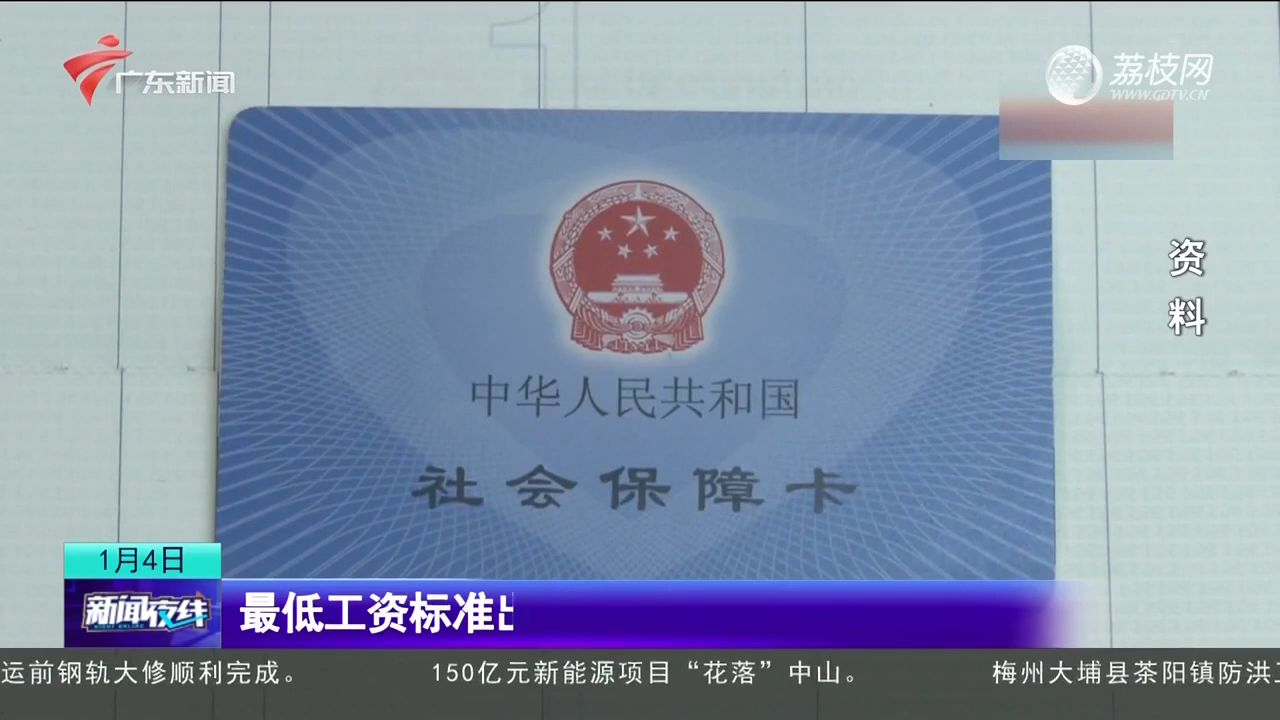 广东新闻
荔枝网
WWW.GDTV.CN
资料
中华人民共和国
社会保障卡
1月4日
新闻夜线
最低工资标准
运前钢轨大修顺利完成。 150亿元新能源项目“花落”中山。 梅州大埔县茶阳镇防洪